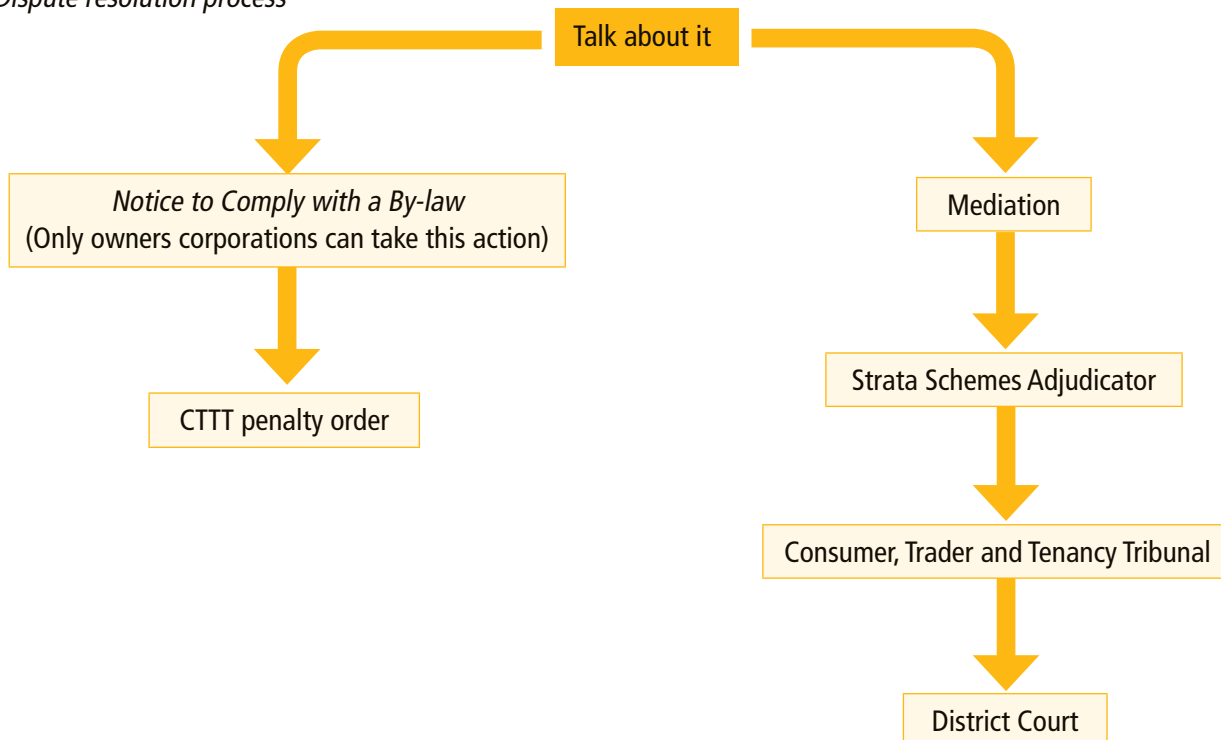 Dispute resolution process
Talk about it
Notice to Comply with a By-law
(Only owners corporations can take this action)
CTTT penalty order
Mediation
Strata Schemes Adjudicator
Consumer, Trader and Tenancy Tribunal
District Court